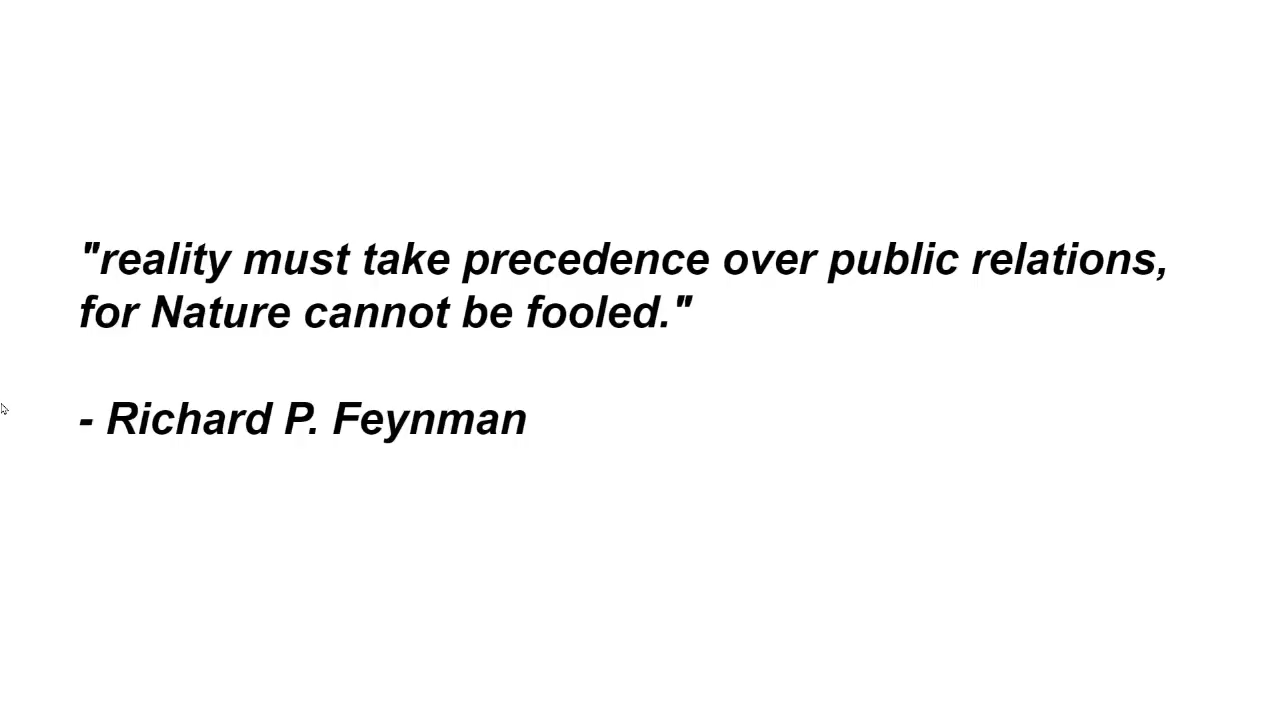 "reality must take precedence over public relations,
for Nature cannot be fooled."
- Richard P. Feynman